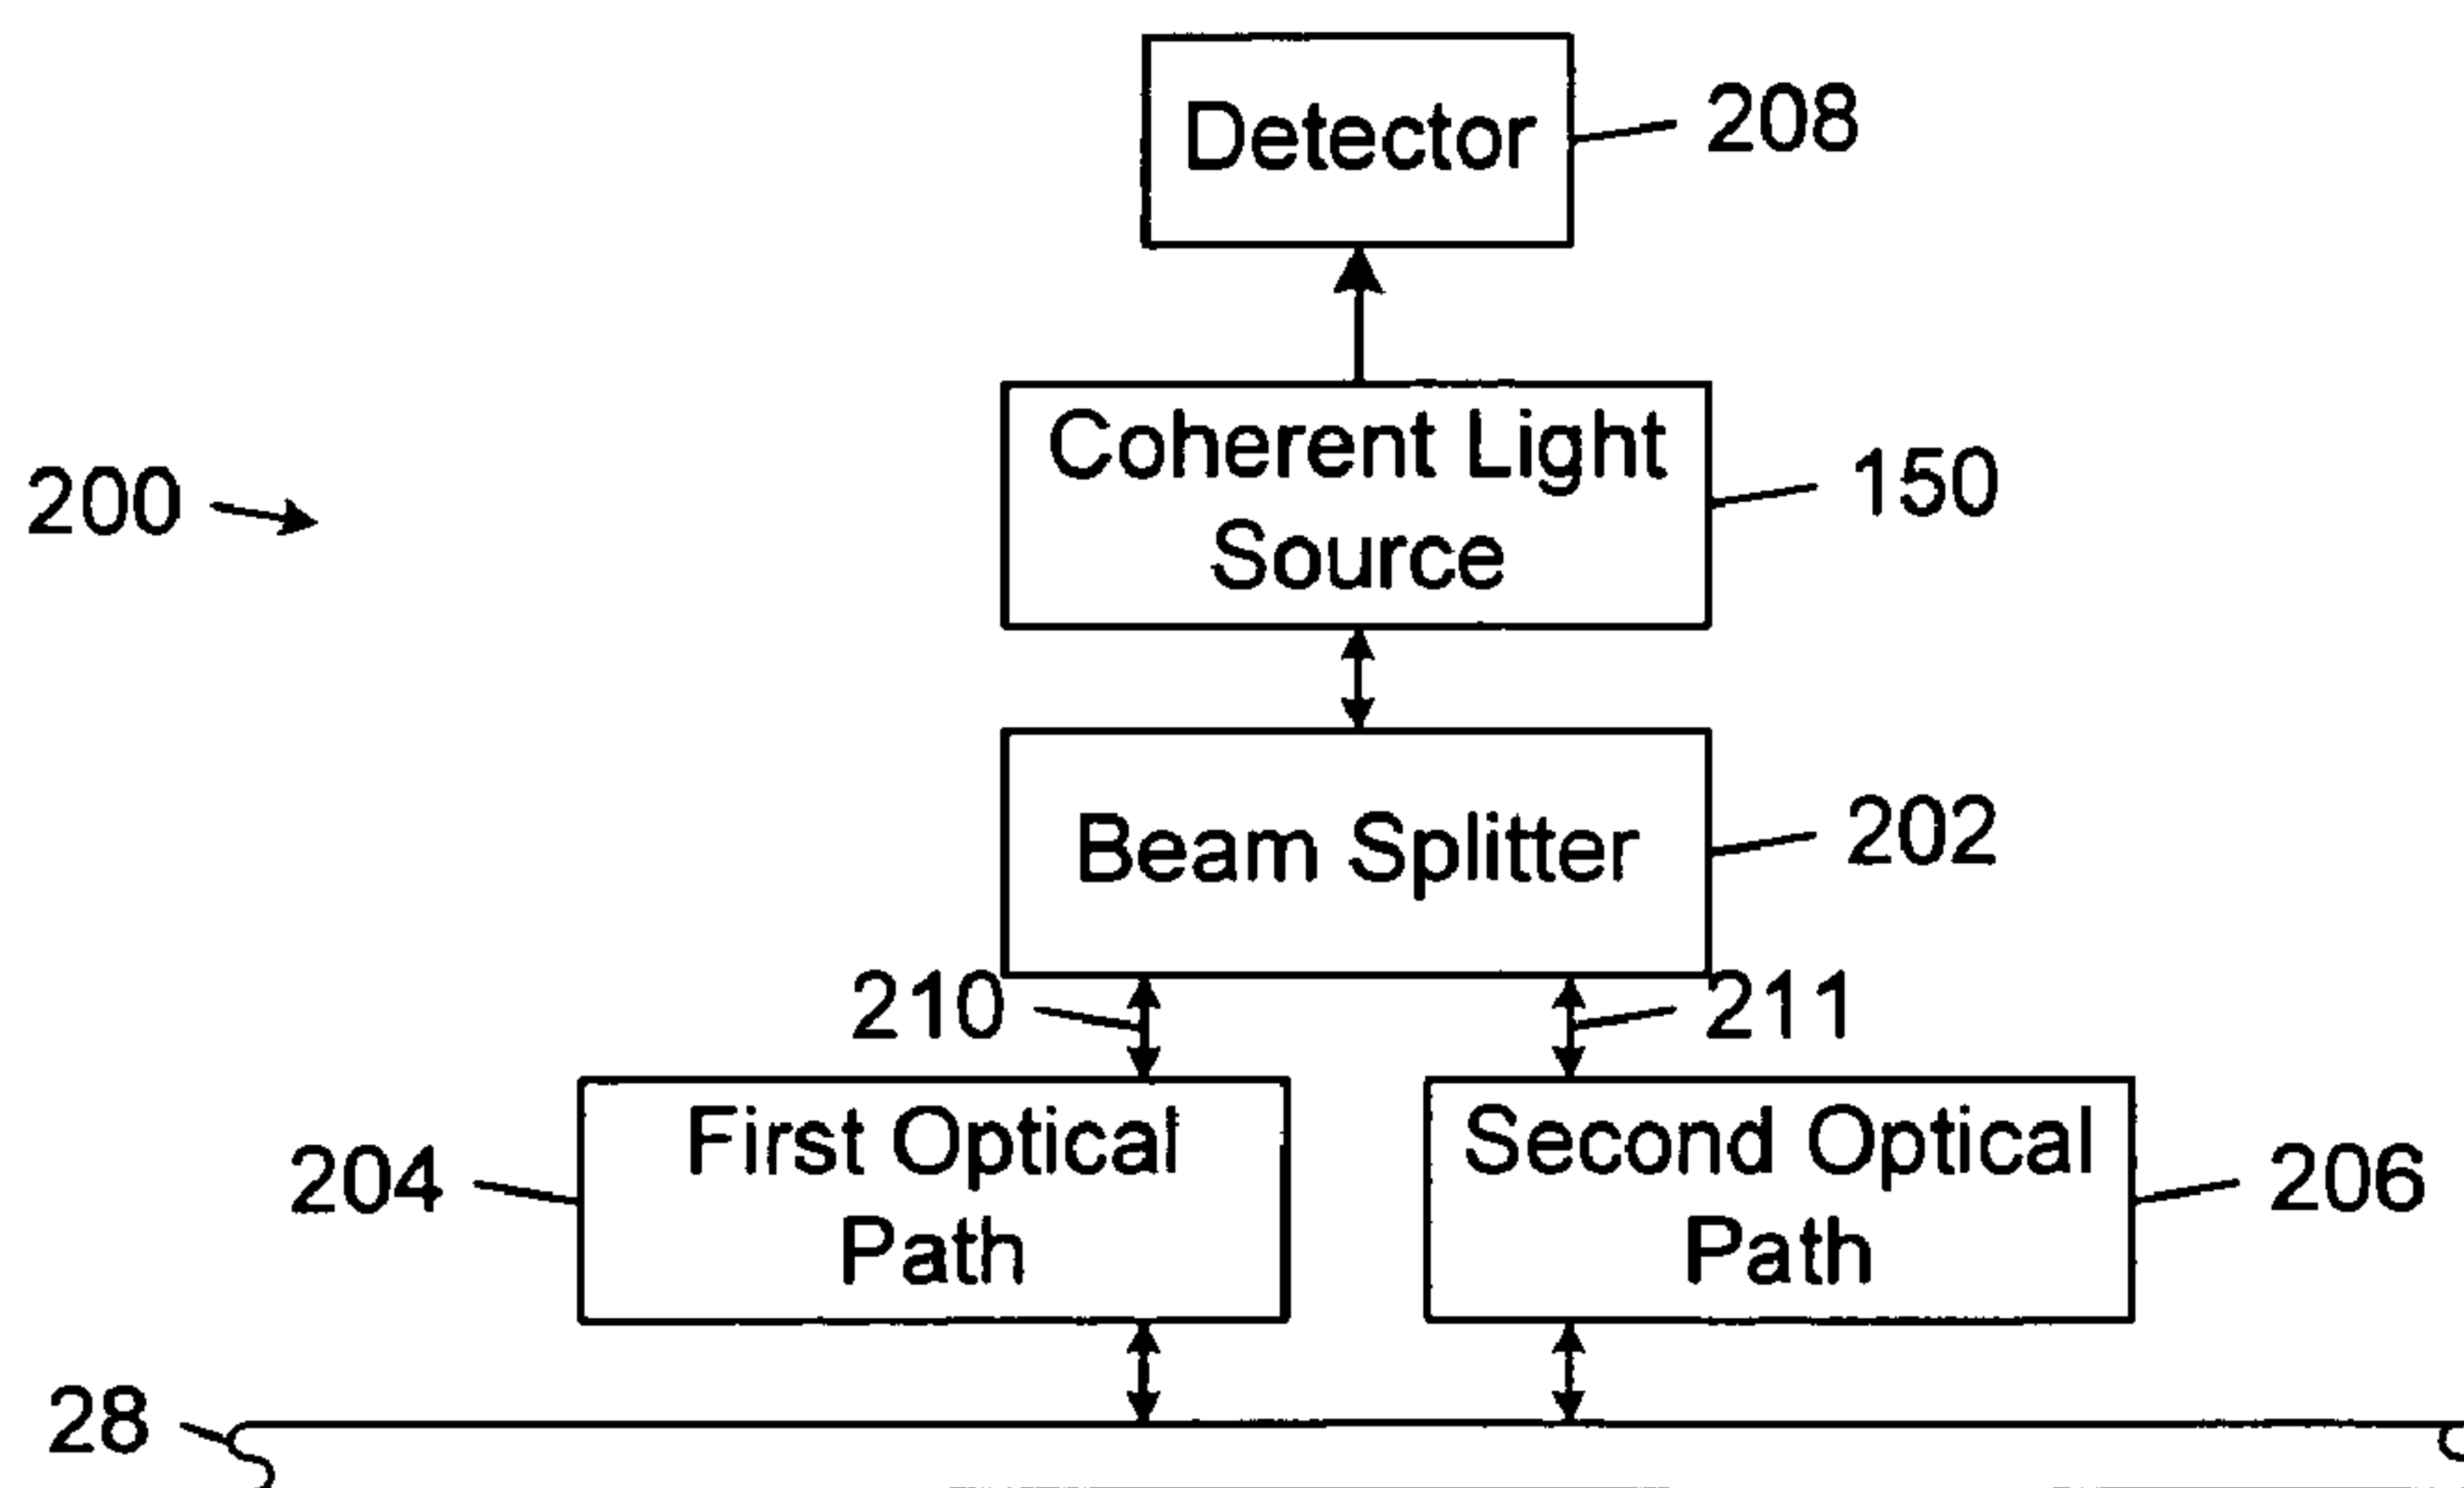 Detector
208
200
Coherent Light
Source
150
Beam Splitter
202
210
211
204
First Optical
Path
Second Optical
Path
206
28